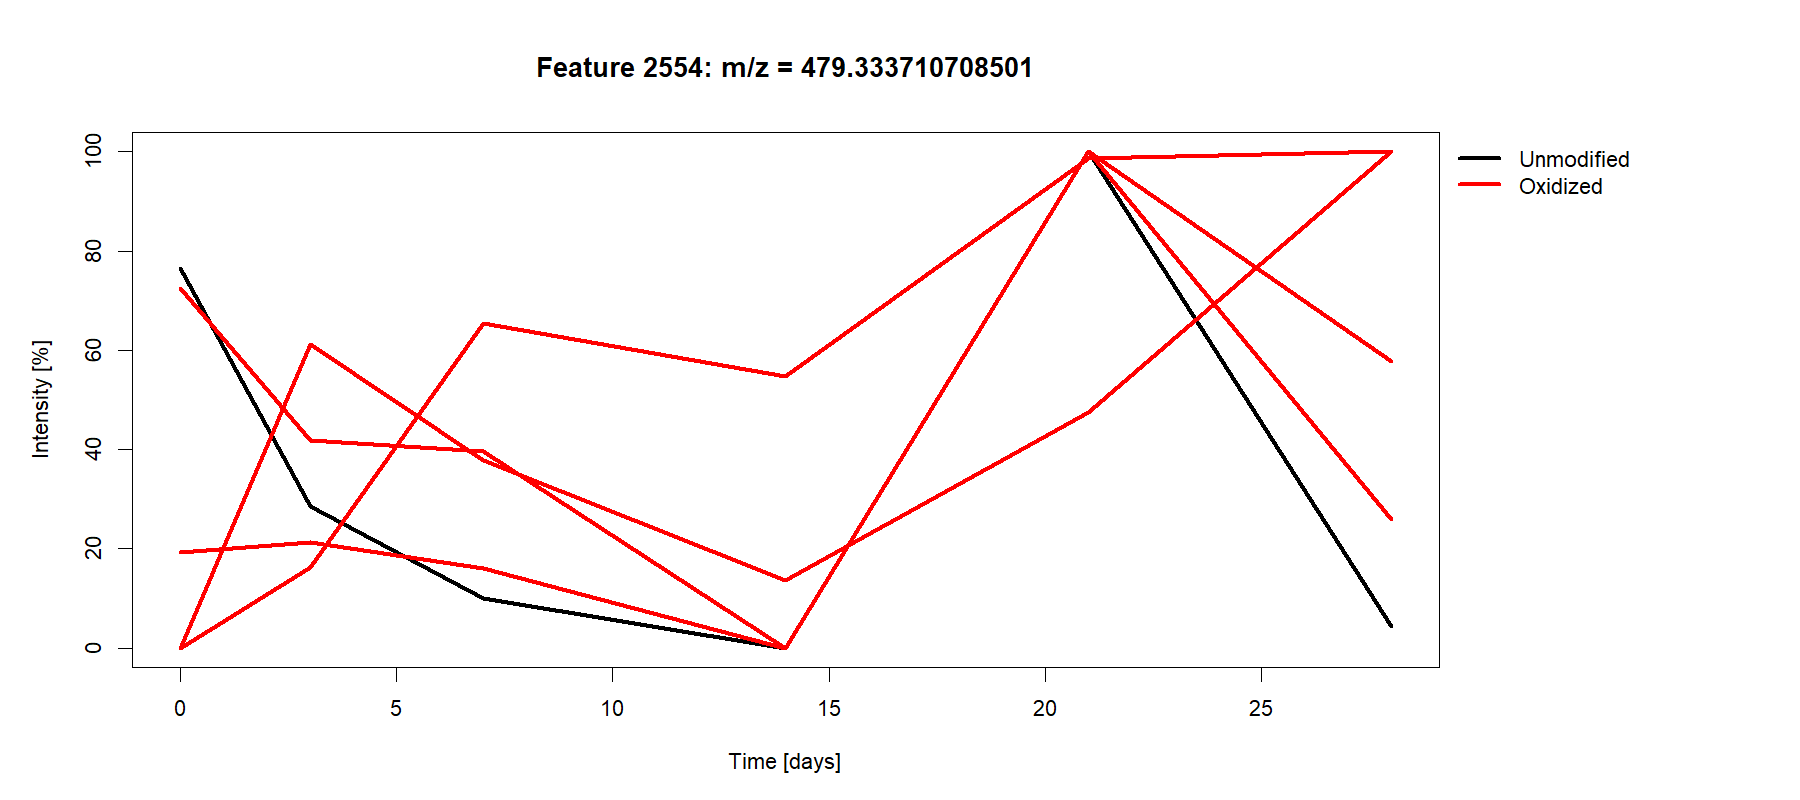 Feature 2554: m/z = 479.333710708501
Unmodified
Oxidized
100
80
60
40
20
0
Intensity [%]
0 5 10 15 20 25
Time [days]